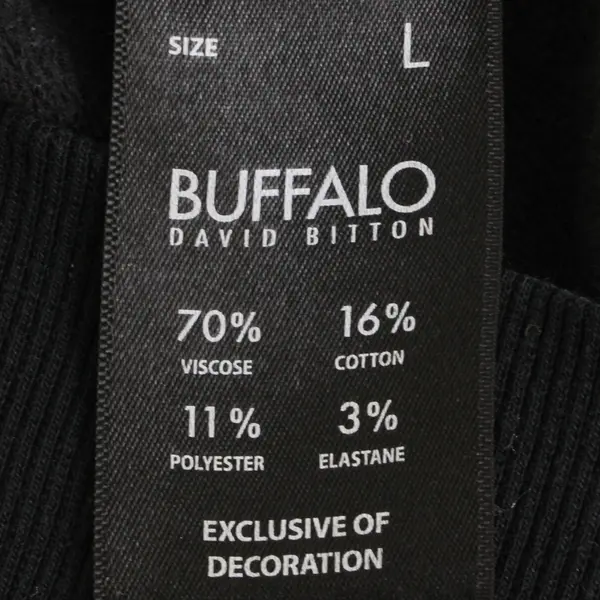 SIZE L
BUFFALO
DAVID BITTON
70% 16%
VISCOSE COTTON
11% 3%
POLYESTER ELASTANE
EXCLUSIVE OF
DECORATION